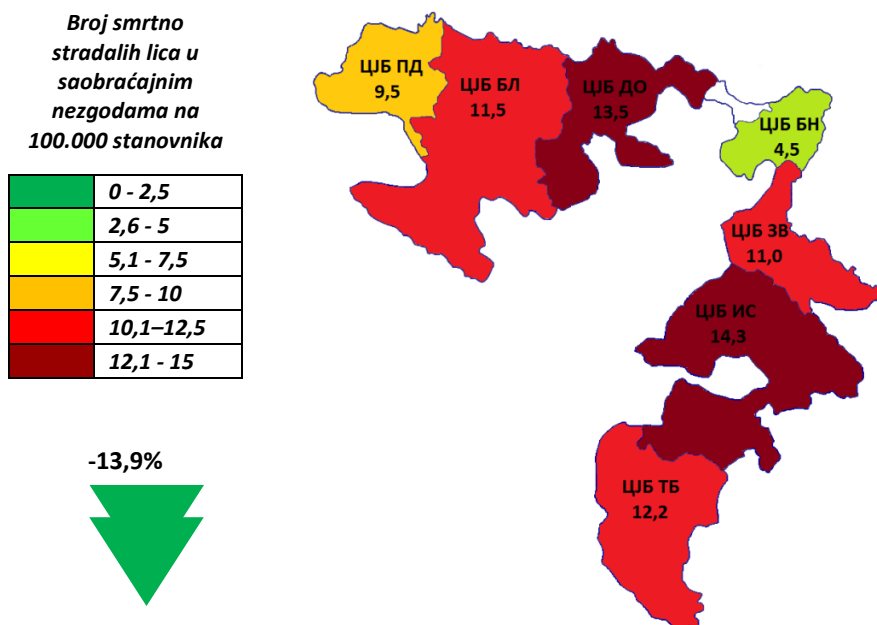 Broj smrtno
stradalih lica u
saobraćajnim
nezgodama na
100.000 stanovnika
0 - 2,5
2,6 - 5
5,1 - 7,5
7,5 - 10
10,1–12,5
12,1 - 15
-13,9%
ЦЈБ ПД
9,5
ЦЈБ БЛ
11,5
ЦЈБ ДО
13,5
ЦЈБ БН
4,5
ЦЈБ ЗВ
11,0
ЦЈБ ИС
14,3
ЦЈБ ТБ
12,2